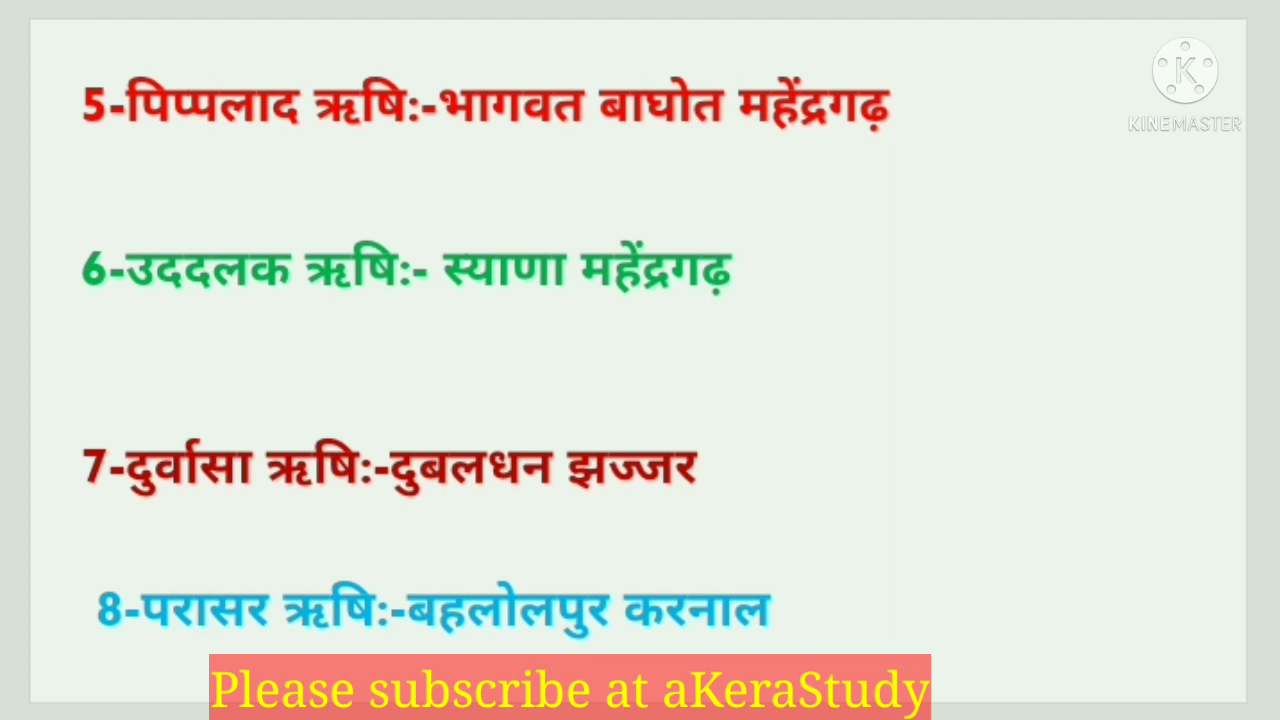 5-पिप्पलाद ऋषि:-भागवत बाघोत महेंद्रगढ़
K
KINEMASTER
6-उददलक ऋषि:- स्याणा महेंद्रगढ़
7-दुर्वासा ऋषि:-दुबलधन झज्जर
8-परासर ऋषि:-बहलोलपुर करनाल
Please subscribe at aKeraStudy